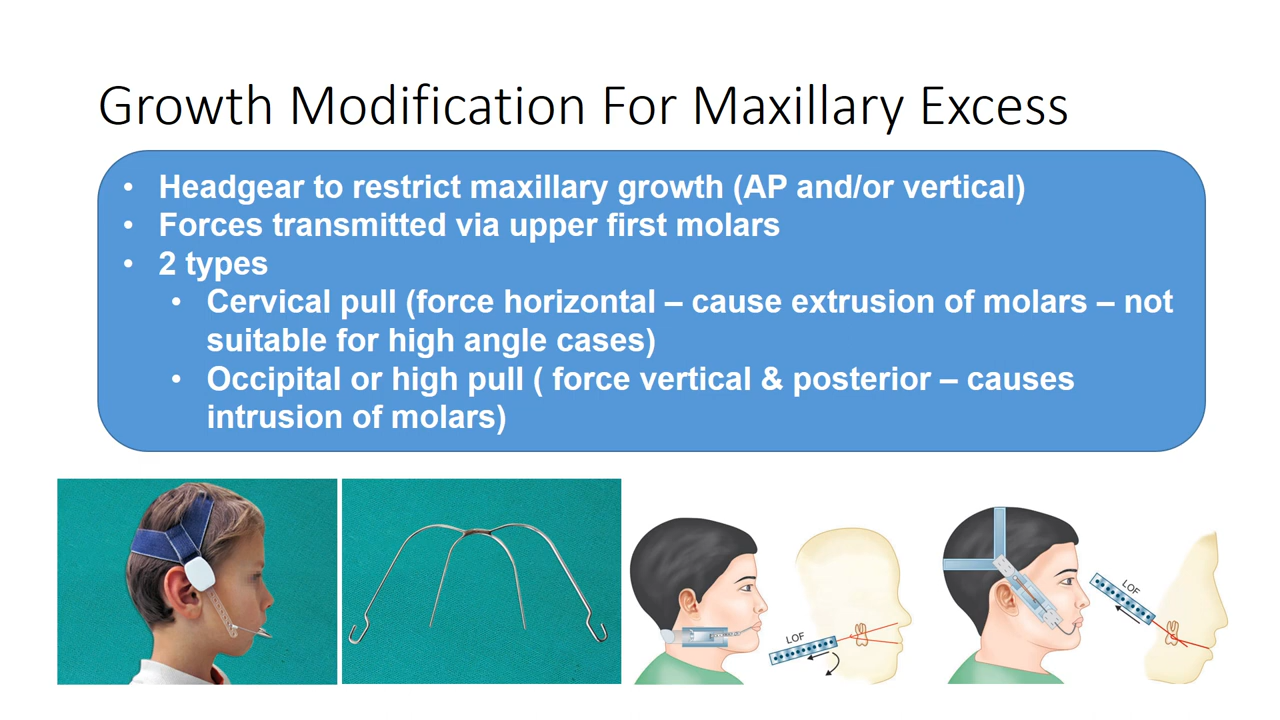 Growth Modification For Maxillary Excess
• Headgear to restrict maxillary growth (AP and/or vertical)
• Forces transmitted via upper first molars
• 2 types
• Cervical pull (force horizontal – cause extrusion of molars – not
suitable for high angle cases)
• Occipital or high pull ( force vertical & posterior – causes
intrusion of molars)
LOF
LOF